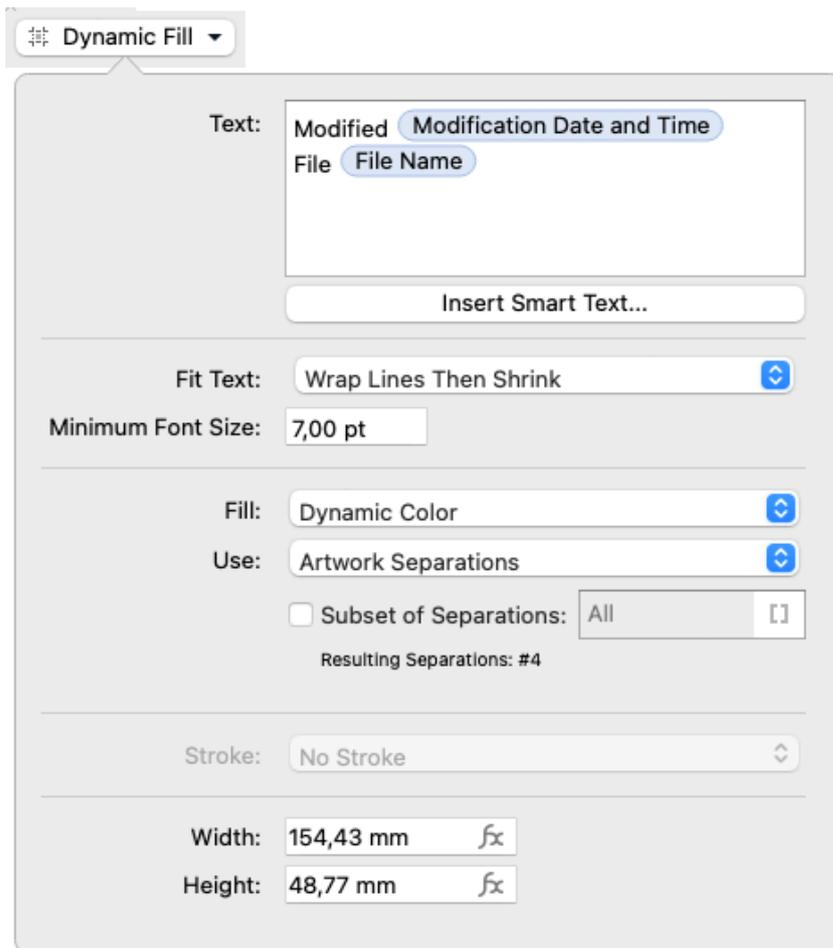 Dynamic Fill
Text: Modified Modification Date and Time
File File Name
Insert Smart Text...
Fit Text: Wrap Lines Then Shrink
Minimum Font Size: 7,00 pt
Fill: Dynamic Color
Use: Artwork Separations
Subset of Separations: All []
Resulting Separations: #4
Stroke: No Stroke
Width: 154,43 mm fx
Height: 48,77 mm fx